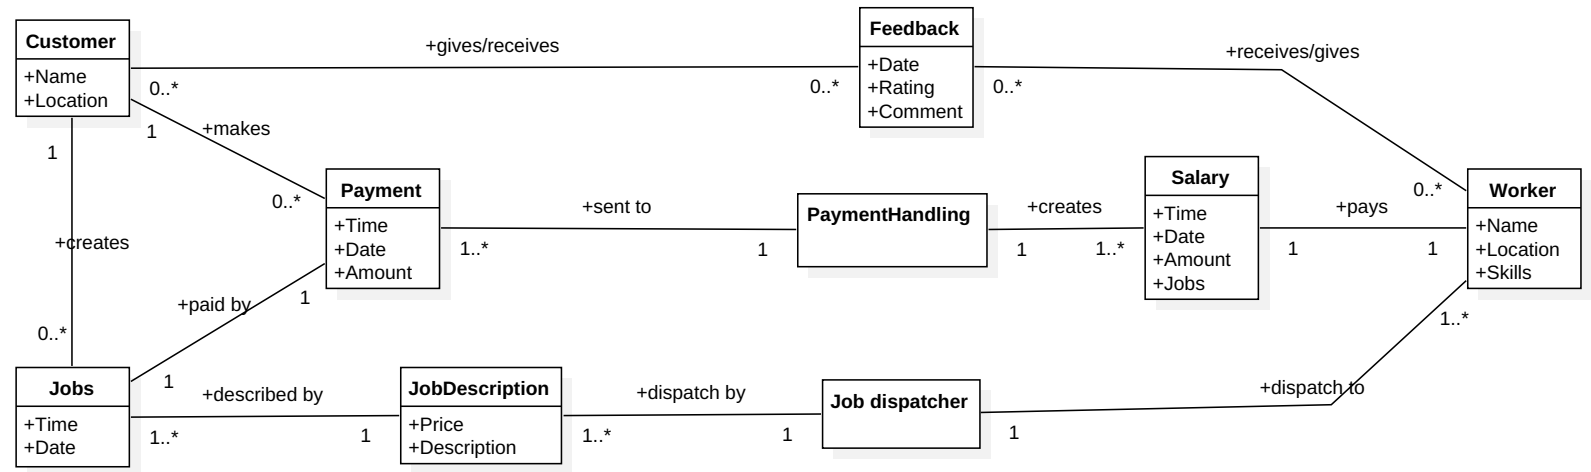 Customer
+Name
+Location
+gives/receives
0..*
0..*
Feedback
+Date
+Rating
+Comment
+receives/gives
0..*
0..*
1
+makes
1
0..*
Payment
+Time
+Date
+Amount
+sent to
1..*
1
PaymentHandling
+creates
1
1..*
Salary
+Time
+Date
+Amount
+Jobs
+pays
1
1
Worker
+Name
+Location
+Skills
+creates
0..*
+paid by
1
1
Jobs
+Time
+Date
+described by
1..*
1
JobDescription
+Price
+Description
+dispatch by
1..*
1
Job dispatcher
+dispatch to
1
1..*